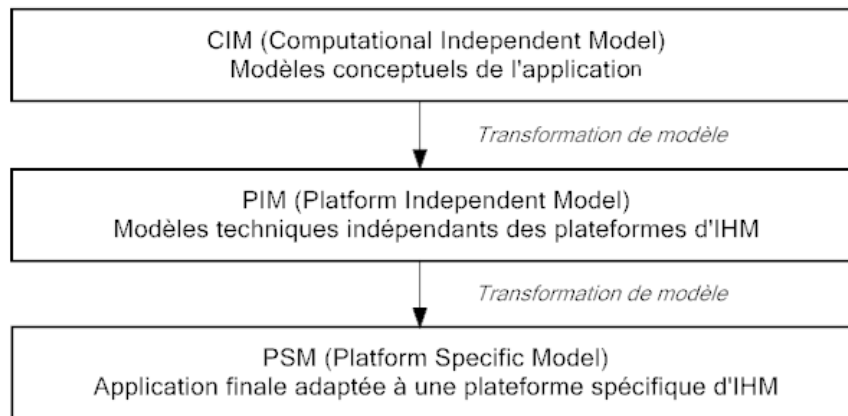 CIM (Computational Independent Model)
Modèles conceptuels de l'application
Transformation de modèle
PIM (Platform Independent Model)
Modèles techniques indépendants des plateformes d'IHM
Transformation de modèle
PSM (Platform Specific Model)
Application finale adaptée à une plateforme spécifique d'IHM